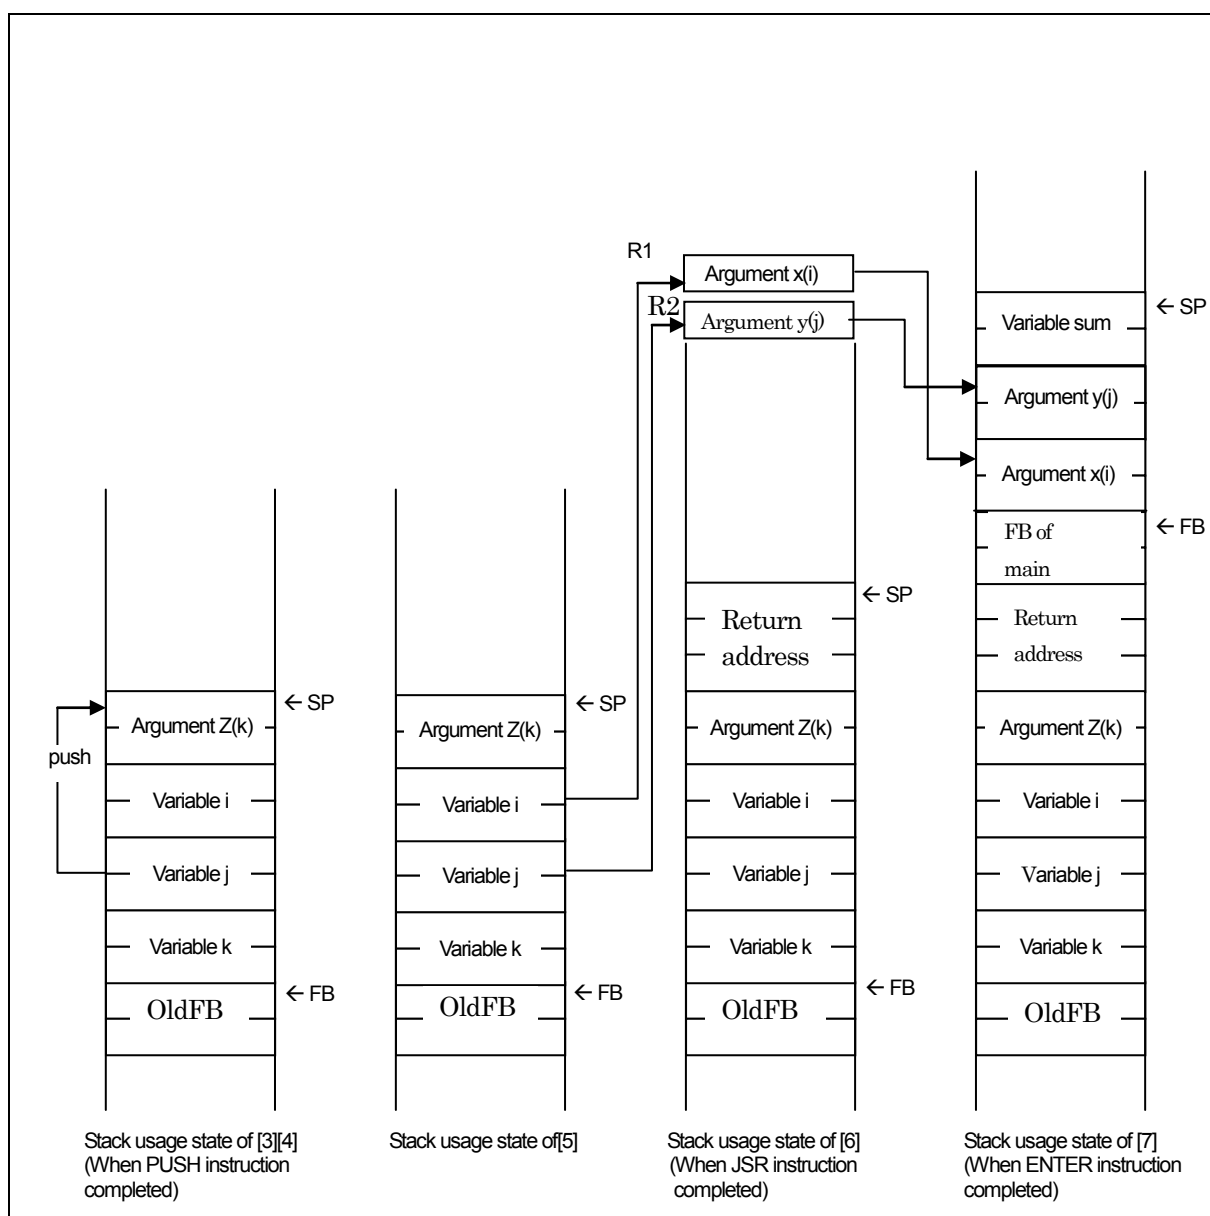 R1
Argument x(i)
R2
Argument y(j)
← SP
Variable sum
Argument y(j)
Argument x(i)
← FB
FB of
main
← SP
Return
address
Return
address
← SP
← SP
Argument Z(k)
Argument Z(k)
Argument Z(k)
Argument Z(k)
push
Variable i
Variable i
Variable i
Variable i
Variable j
Variable j
Variable j
Variable j
Variable k
Variable k
Variable k
Variable k
← FB
← FB
← FB
OldFB
OldFB
OldFB
OldFB
Stack usage state of [3][4]
(When PUSH instruction
completed)
Stack usage state of[5]
Stack usage state of [6]
(When JSR instruction
completed)
Stack usage state of [7]
(When ENTER instruction
completed)